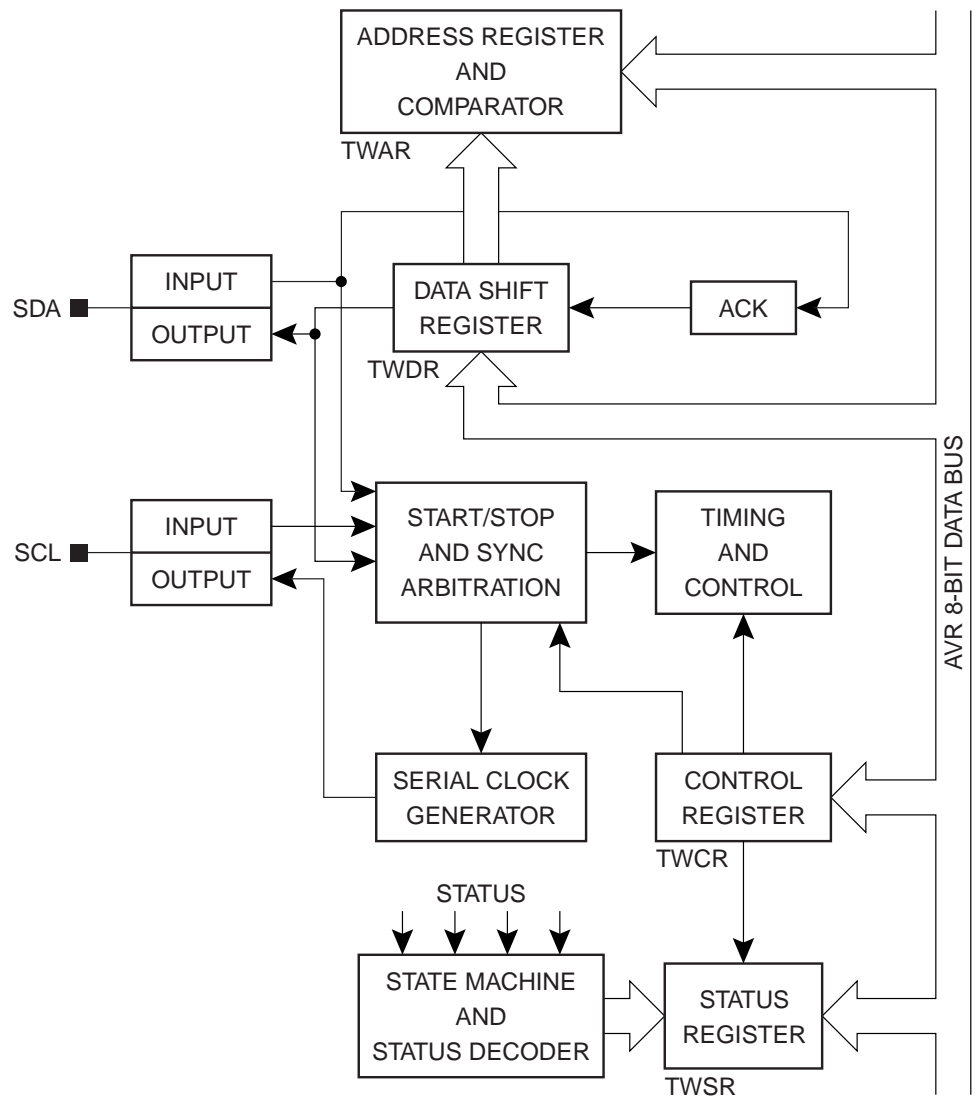 ADDRESS REGISTER
AND
COMPARATOR
TWAR
SDA
INPUT
OUTPUT
DATA SHIFT
REGISTER
TWDR
ACK
SCL
INPUT
OUTPUT
START/STOP
AND SYNC
ARBITRATION
TIMING
AND
CONTROL
AVR 8-BIT DATA BUS
SERIAL CLOCK
GENERATOR
CONTROL
REGISTER
TWCR
STATUS
STATE MACHINE
AND
STATUS DECODER
STATUS
REGISTER
TWSR